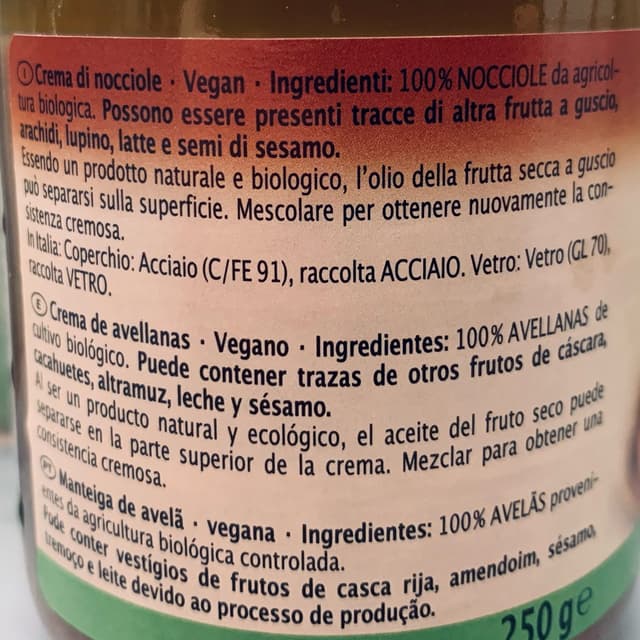 I Crema di nocciole · Vegan · Ingredienti: 100% NOCCIOLE da agricol-
tura biologica. Possono essere presenti tracce di altra frutta a guscio,
arachidi, lupino, latte e semi di sesamo.
Essendo un prodotto naturale e biologico, l'olio della frutta secca a guscio
può separarsi sulla superficie. Mescolare per ottenere nuovamente la con-
sistenza cremosa.
In Italia: Coperchio: Acciaio (C/FE 91), raccolta ACCIAIO. Vetro: Vetro (GL 70),
raccolta VETRO.
E Crema de avellanas · Vegano · Ingredientes: 100% AVELLANAS de
cultivo biológico. Puede contener trazas de otros frutos de cáscara,
cacahuetes, altramuz, leche y sésamo.
Al ser un producto natural y ecológico, el aceite del fruto seco puede
separarse en la parte superior de la crema. Mezclar para obtener una
consistencia cremosa.
PT Manteiga de avelã · vegana · Ingredientes: 100% AVELÃS proveni-
entes da agricultura biológica controlada.
Pode conter vestígios de frutos de casca rija, amendoim, sésamo,
tremoço e leite devido ao processo de produção.
250 g e